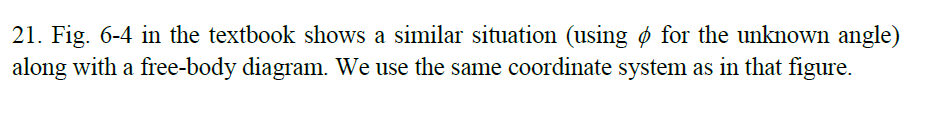 21. Fig. 6-4 in the textbook shows a similar situation (using ϕ for the unknown angle)
along with a free-body diagram. We use the same coordinate system as in that figure.